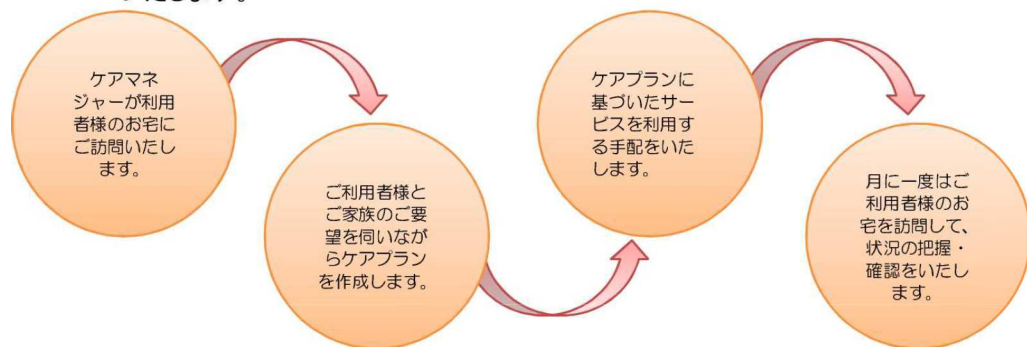 いたします。
ケアマネ
ジャーが利用
者様のお宅に
ご訪問いたし
ます。
ご利用者様と
ご家族のご要
望を伺いなが
らケアプラン
を作成します。
ケアプランに
基づいたサー
ビスを利用す
る手配をいた
します。
月に一度はご
利用者様のお
宅を訪問して、
状況の把握・
確認をいたし
ます。